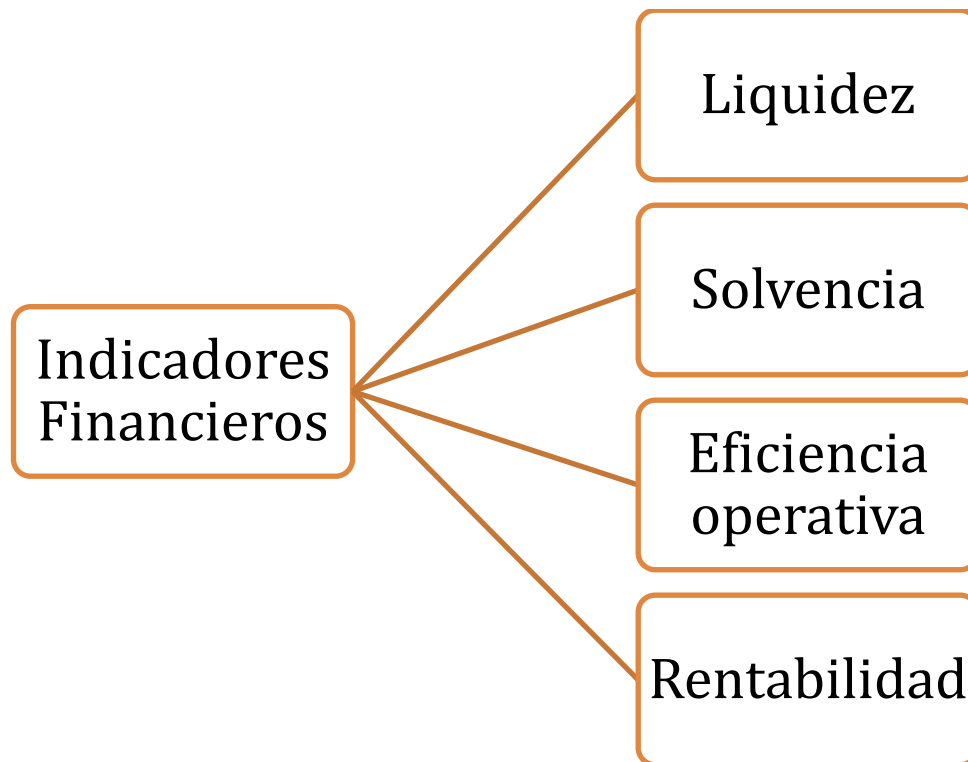 Indicadores
Financieros
Liquidez
Solvencia
Eficiencia
operativa
Rentabilidad